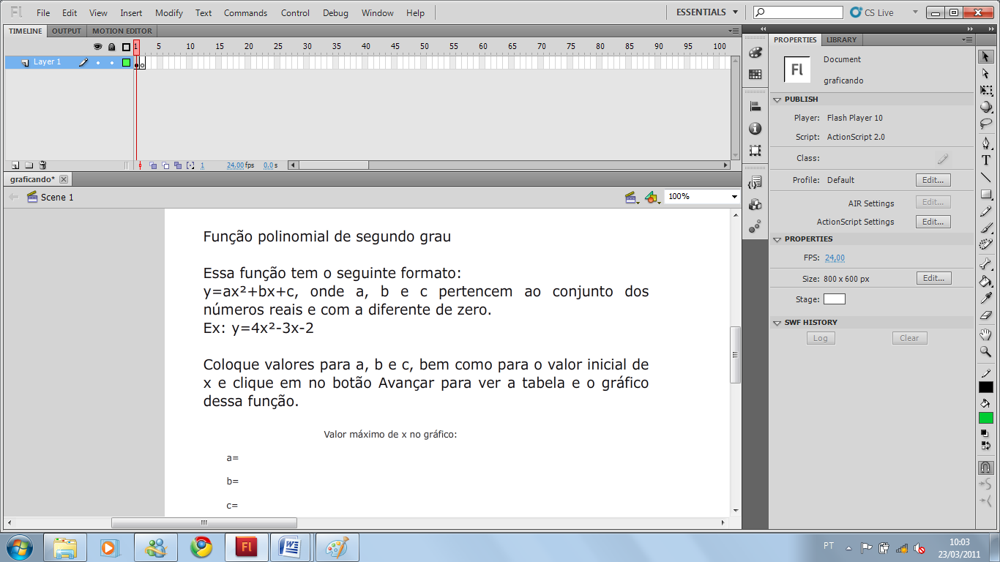 Fl File Edit View Insert Modify Text Commands Control Debug Window Help ESSENTIALS CS Live
TIMELINE OUTPUT MOTION EDITOR
1 5 10 15 20 25 30 35 40 45 50 55 60 65 70 75 80 85 90 95 100
Layer 1
1 24,00 fps 0,0 s
graficando*
Scene 1 100%
Função polinomial de segundo grau
Essa função tem o seguinte formato:
y=ax²+bx+c, onde a, b e c pertencem ao conjunto dos
números reais e com a diferente de zero.
Ex: y=4x²-3x-2
Coloque valores para a, b e c, bem como para o valor inicial de
x e clique em no botão Avançar para ver a tabela e o gráfico
dessa função.
Valor máximo de x no gráfico:
a=
b=
c=
PROPERTIES LIBRARY
Fl
Document
graficando
PUBLISH
Player: Flash Player 10
Script: ActionScript 2.0
Class:
Profile: Default Edit...
AIR Settings Edit...
ActionScript Settings Edit...
PROPERTIES
FPS: 24,00
Size: 800 x 600 px Edit...
Stage:
SWF HISTORY
Log Clear
T
Fl W PT 10:03
23/03/2011